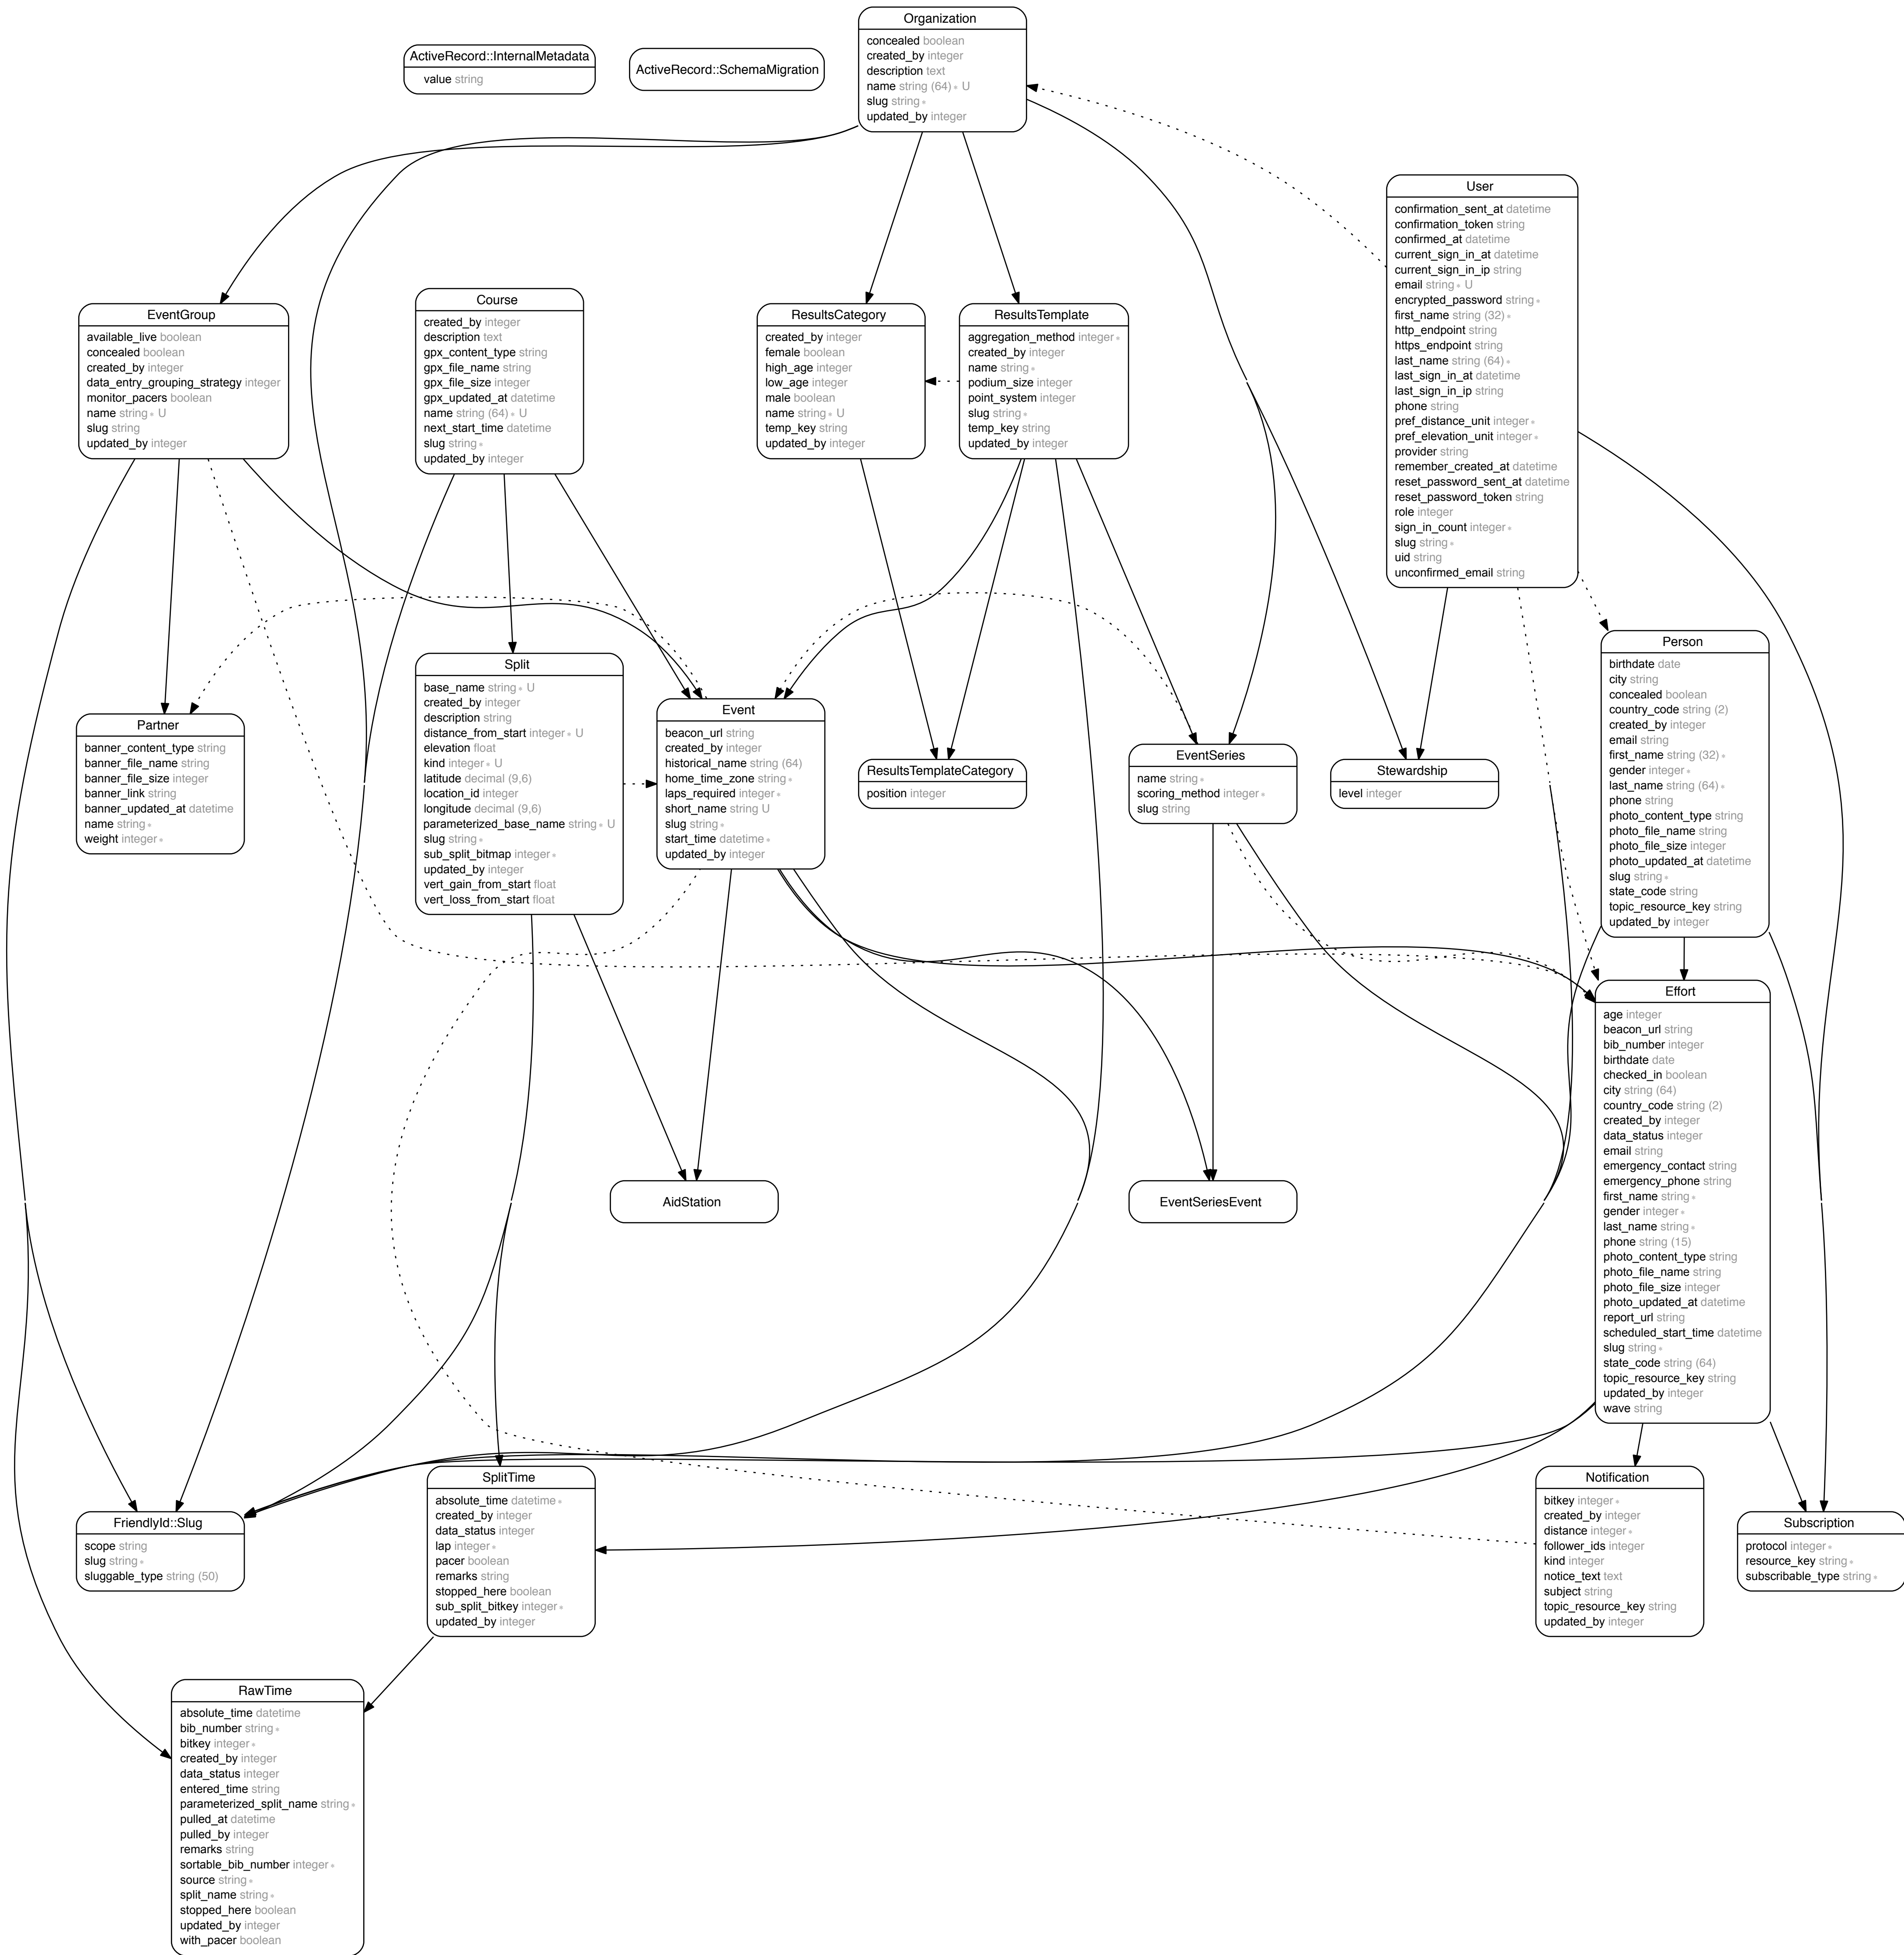 Organization
concealed boolean
created_by integer
description text
name string (64)∗ U
slug string∗
updated_by integer
ActiveRecord::InternalMetadata
value string
ActiveRecord::SchemaMigration
User
confirmation_sent_at datetime
confirmation_token string
confirmed_at datetime
current_sign_in_at datetime
current_sign_in_ip string
email string∗ U
encrypted_password string∗
first_name string (32)∗
http_endpoint string
https_endpoint string
last_name string (64)∗
last_sign_in_at datetime
last_sign_in_ip string
phone string
pref_distance_unit integer∗
pref_elevation_unit integer∗
provider string
remember_created_at datetime
reset_password_sent_at datetime
reset_password_token string
role integer
sign_in_count integer∗
slug string∗
uid string
unconfirmed_email string
EventGroup
available_live boolean
concealed boolean
created_by integer
data_entry_grouping_strategy integer
monitor_pacers boolean
name string∗ U
slug string
updated_by integer
Course
created_by integer
description text
gpx_content_type string
gpx_file_name string
gpx_file_size integer
gpx_updated_at datetime
name string (64)∗ U
next_start_time datetime
slug string∗
updated_by integer
ResultsCategory
created_by integer
female boolean
high_age integer
low_age integer
male boolean
name string∗ U
temp_key string
updated_by integer
ResultsTemplate
aggregation_method integer∗
created_by integer
name string∗
podium_size integer
point_system integer
slug string∗
temp_key string
updated_by integer
Person
birthdate date
city string
concealed boolean
country_code string (2)
created_by integer
email string
first_name string (32)∗
gender integer∗
last_name string (64)∗
phone string
photo_content_type string
photo_file_name string
photo_file_size integer
photo_updated_at datetime
slug string∗
state_code string
topic_resource_key string
updated_by integer
Split
base_name string∗ U
created_by integer
description string
distance_from_start integer∗ U
elevation float
kind integer∗ U
latitude decimal (9,6)
location_id integer
longitude decimal (9,6)
parameterized_base_name string∗ U
slug string∗
sub_split_bitmap integer∗
updated_by integer
vert_gain_from_start float
vert_loss_from_start float
Event
beacon_url string
created_by integer
historical_name string (64)
home_time_zone string∗
laps_required integer∗
short_name string U
slug string∗
start_time datetime∗
updated_by integer
Partner
banner_content_type string
banner_file_name string
banner_file_size integer
banner_link string
banner_updated_at datetime
name string∗
weight integer∗
ResultsTemplateCategory
position integer
EventSeries
name string∗
scoring_method integer∗
slug string
Stewardship
level integer
Effort
age integer
beacon_url string
bib_number integer
birthdate date
checked_in boolean
city string (64)
country_code string (2)
created_by integer
data_status integer
email string
emergency_contact string
emergency_phone string
first_name string∗
gender integer∗
last_name string∗
phone string (15)
photo_content_type string
photo_file_name string
photo_file_size integer
photo_updated_at datetime
report_url string
scheduled_start_time datetime
slug string∗
state_code string (64)
topic_resource_key string
updated_by integer
wave string
AidStation
EventSeriesEvent
FriendlyId::Slug
scope string
slug string∗
sluggable_type string (50)
SplitTime
absolute_time datetime∗
created_by integer
data_status integer
lap integer∗
pacer boolean
remarks string
stopped_here boolean
sub_split_bitkey integer∗
updated_by integer
Notification
bitkey integer∗
created_by integer
distance integer∗
follower_ids integer
kind integer
notice_text text
subject string
topic_resource_key string
updated_by integer
Subscription
protocol integer∗
resource_key string∗
subscribable_type string∗
RawTime
absolute_time datetime
bib_number string∗
bitkey integer∗
created_by integer
data_status integer
entered_time string
parameterized_split_name string∗
pulled_at datetime
pulled_by integer
remarks string
sortable_bib_number integer∗
source string∗
split_name string∗
stopped_here boolean
updated_by integer
with_pacer boolean